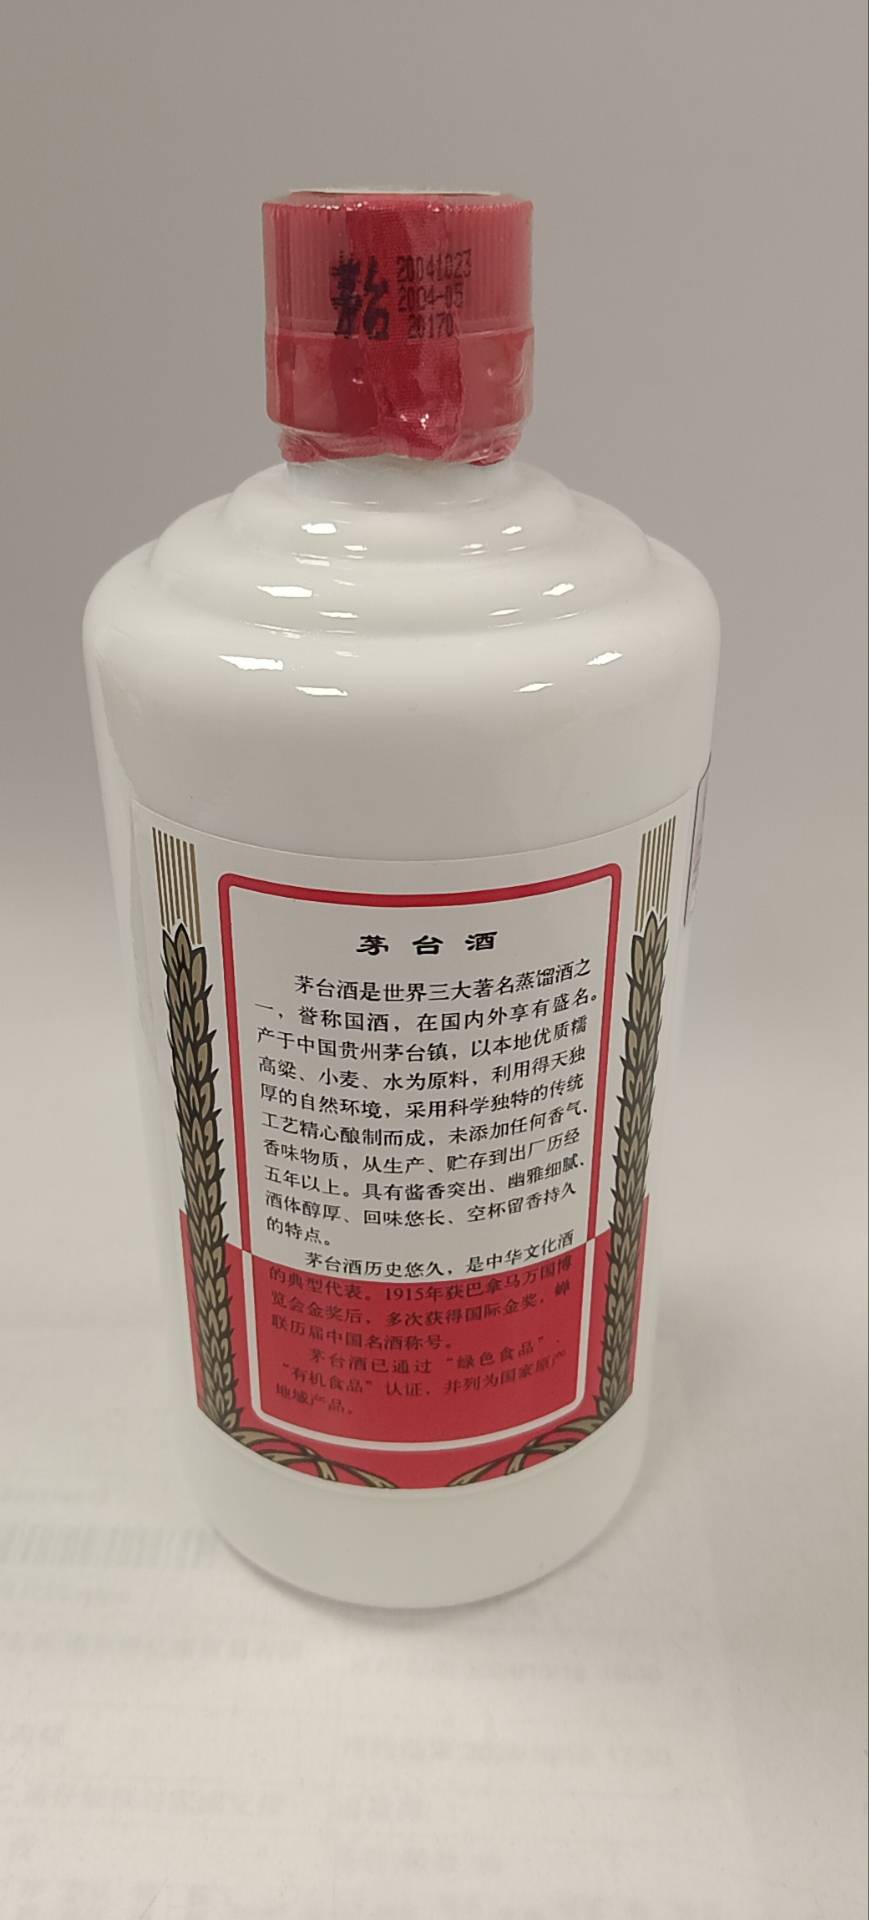 茅台
20041023
2004-05
20170
茅台酒
茅台酒是世界三大著名蒸馏酒之
一，誉称国酒，在国内外享有盛名。
产于中国贵州茅台镇，以本地优质糯
高粱、小麦、水为原料，利用得天独
厚的自然环境，采用科学独特的传统
工艺精心酿制而成，未添加任何香气、
香味物质，从生产、贮存到出厂历经
五年以上。具有酱香突出、幽雅细腻、
酒体醇厚、回味悠长、空杯留香持久
的特点。
茅台酒历史悠久，是中华文化酒
的典型代表。1915年获巴拿马万国博
览会金奖后，多次获得国际金奖，蝉
联历届中国名酒称号。
茅台酒已通过“绿色食品”、
“有机食品”认证，并列为国家原产
地域产品。